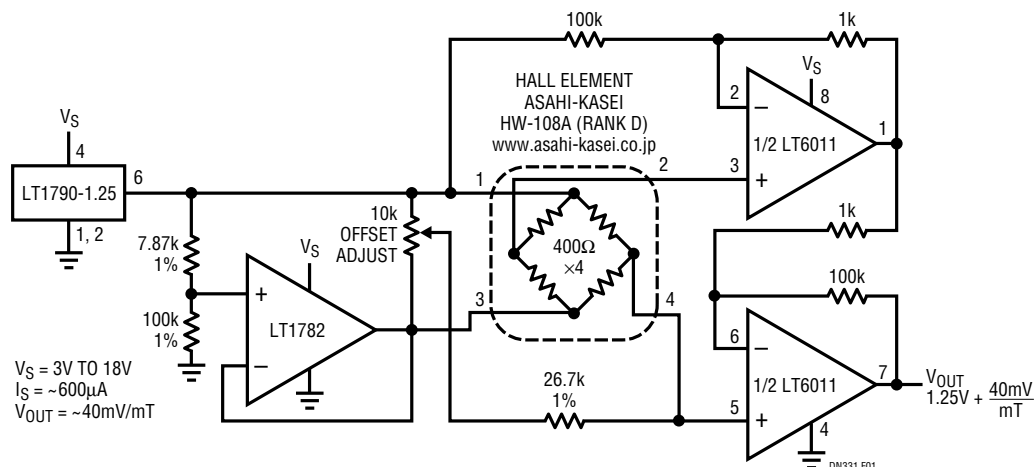 100k
1k
HALL ELEMENT
ASAHI-KASEI
HW-108A (RANK D)
www.asahi-kasei.co.jp
VS
8
2
−
1
1/2 LT6011
3
+
VS
4
LT1790-1.25
6
1, 2
1
2
10k
OFFSET
ADJUST
400Ω
×4
1k
7.87k
1%
VS
+
LT1782
−
3
4
100k
1%
100k
VS = 3V TO 18V
IS = ~600µA
VOUT = ~40mV/mT
26.7k
1%
6
−
7
1/2 LT6011
5
+
4
VOUT
1.25V + 40mV/mT
DN331 F01